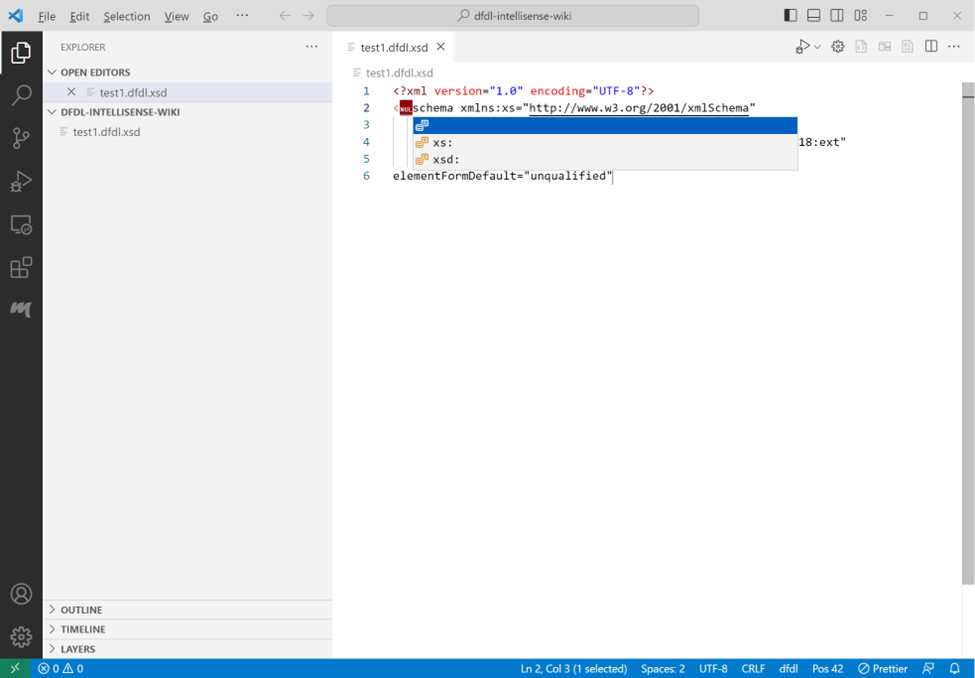 File Edit Selection View Go ··· dfdl-intellisense-wiki
EXPLORER ···
OPEN EDITORS
test1.dfdl.xsd
DFDL-INTELLISENSE-WIKI
test1.dfdl.xsd
OUTLINE
TIMELINE
LAYERS
test1.dfdl.xsd
test1.dfdl.xsd
1 <?xml version="1.0" encoding="UTF-8"?>
2 <NULschema xmlns:xs="http://www.w3.org/2001/xmlSchema"
3
xs:
4 18:ext"
xsd:
5
6 elementFormDefault="unqualified"
0 0 Ln 2, Col 3 (1 selected) Spaces: 2 UTF-8 CRLF dfdl Pos 42 Prettier